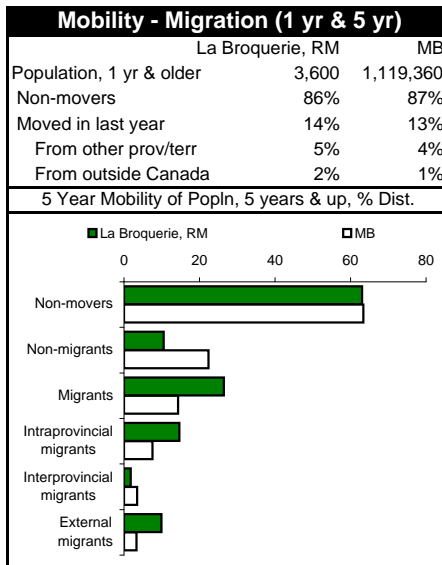 Mobility - Migration (1 yr & 5 yr)
La Broquerie, RM MB
Population, 1 yr & older 3,600 1,119,360
Non-movers 86% 87%
Moved in last year 14% 13%
From other prov/terr 5% 4%
From outside Canada 2% 1%
5 Year Mobility of Popln, 5 years & up, % Dist.
La Broquerie, RM MB
0 20 40 60 80
Non-movers
Non-migrants
Migrants
Intraprovincial
migrants
Interprovincial
migrants
External
migrants